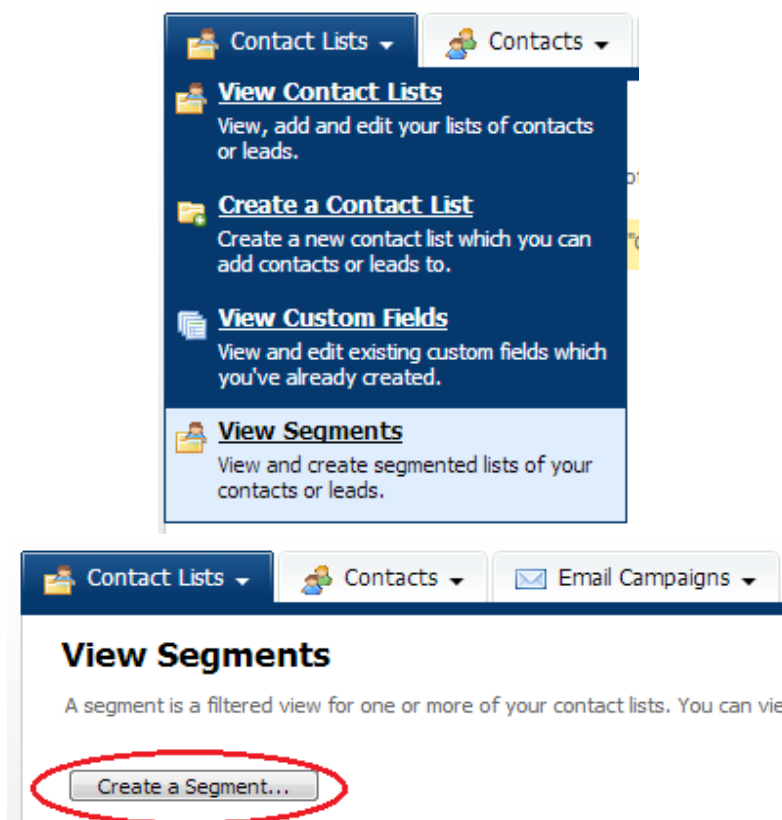 Contact Lists Contacts
View Contact Lists
View, add and edit your lists of contacts
or leads.
Create a Contact List
Create a new contact list which you can
add contacts or leads to.
View Custom Fields
View and edit existing custom fields which
you've already created.
View Segments
View and create segmented lists of your
contacts or leads.
Contact Lists Contacts Email Campaigns
View Segments
A segment is a filtered view for one or more of your contact lists. You can
Create a Segment...